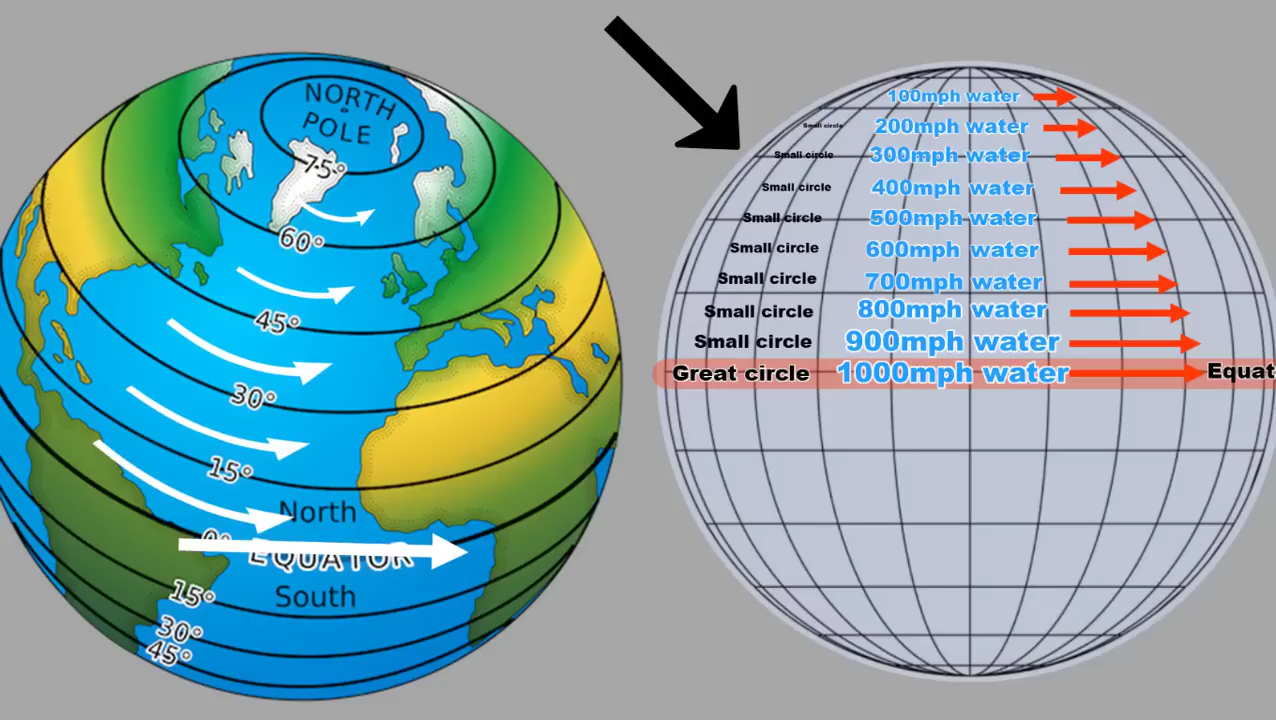 NORTH
POLE
75°
60°
45°
30°
15°
0°
North
EQUATOR
South
15°
30°
45°
100mph water
Small circle 200mph water
Small circle 300mph water
Small circle 400mph water
Small circle 500mph water
Small circle 600mph water
Small circle 700mph water
Small circle 800mph water
Small circle 900mph water
Great circle 1000mph water Equat